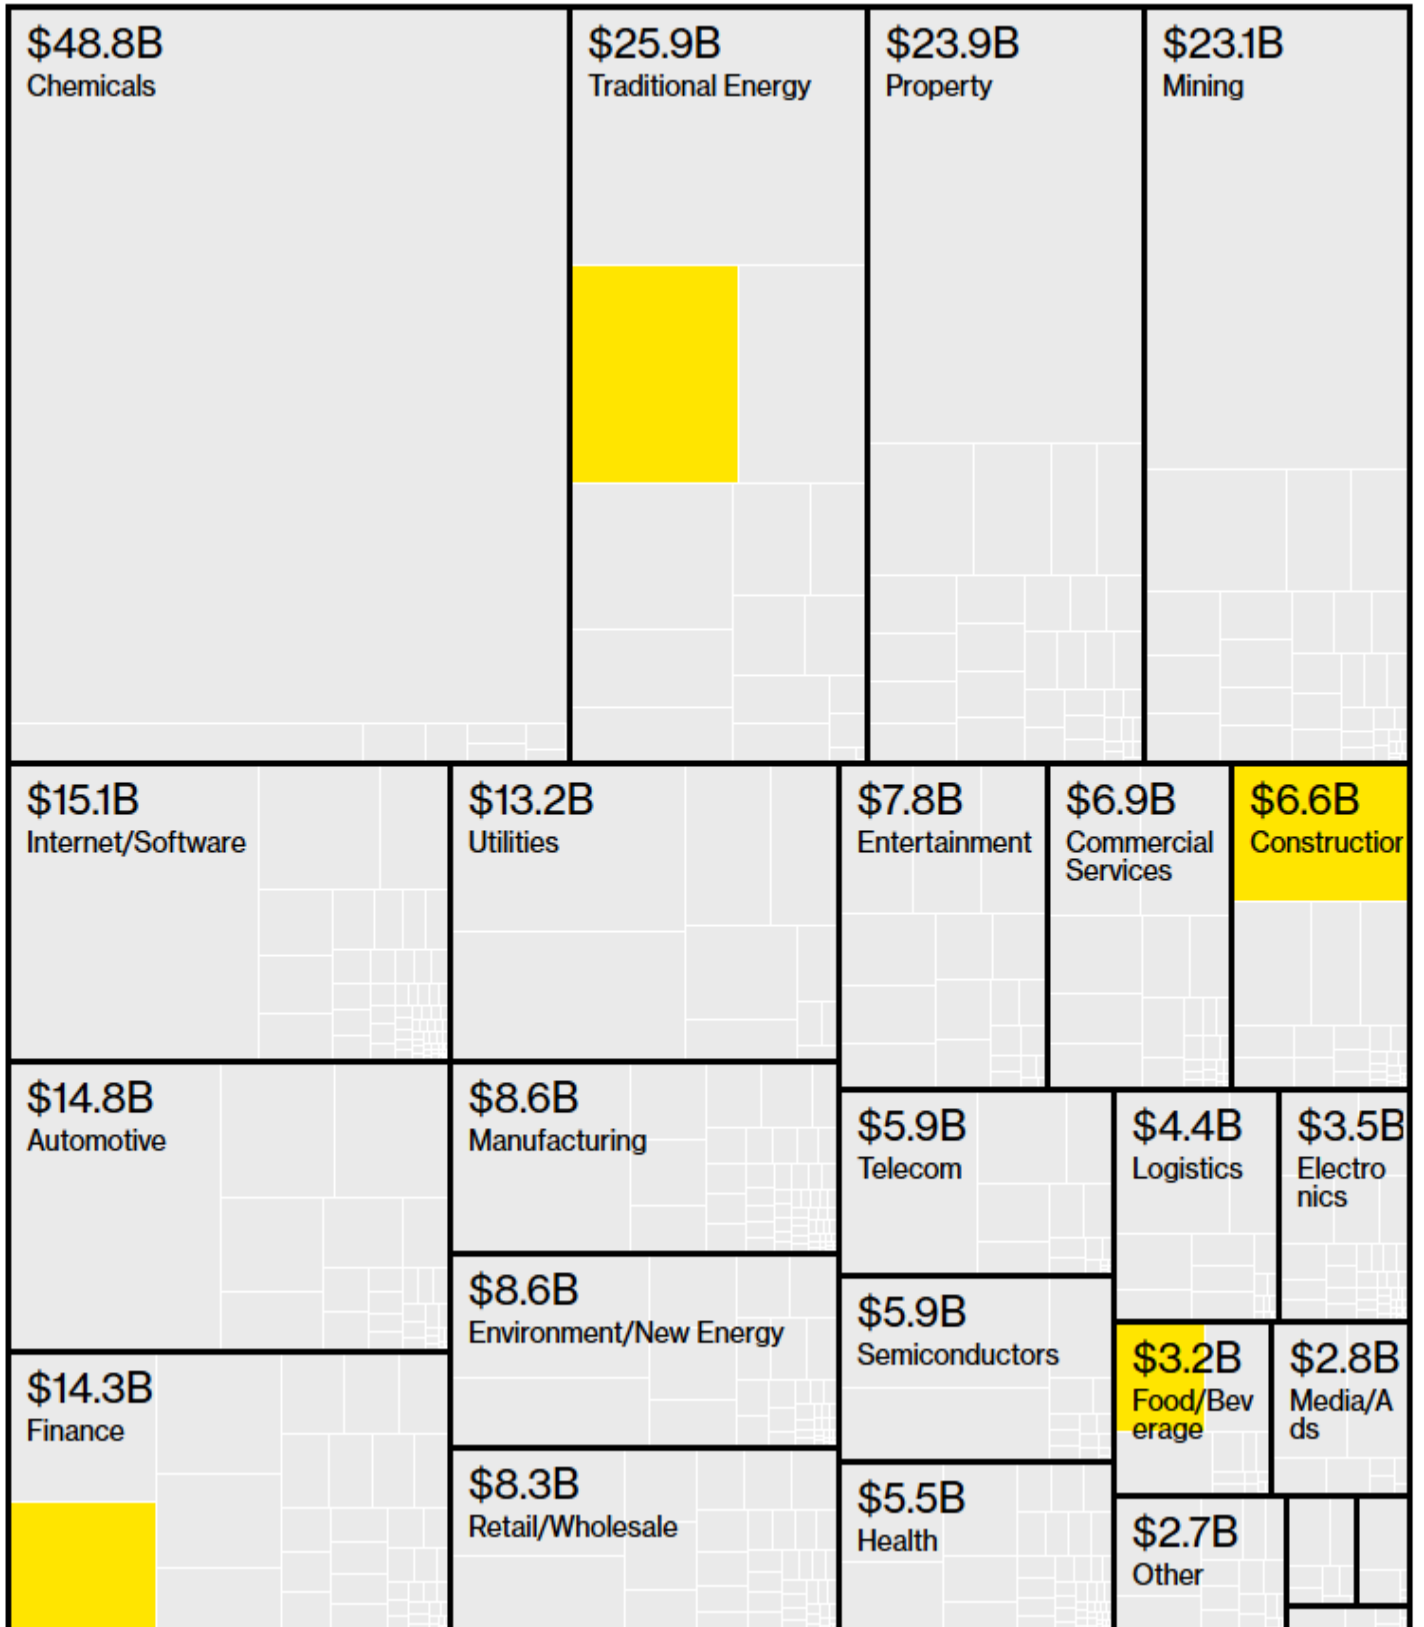 $48.8B
Chemicals
$25.9B
Traditional Energy
$23.9B
Property
$23.1B
Mining
$15.1B
Internet/Software
$13.2B
Utilities
$7.8B
Entertainment
$6.9B
Commercial
Services
$6.6B
Construction
$14.8B
Automotive
$8.6B
Manufacturing
$5.9B
Telecom
$4.4B
Logistics
$3.5B
Electro
nics
$8.6B
Environment/New Energy
$5.9B
Semiconductors
$3.2B
Food/Bev
erage
$2.8B
Media/A
ds
$14.3B
Finance
$8.3B
Retail/Wholesale
$5.5B
Health
$2.7B
Other